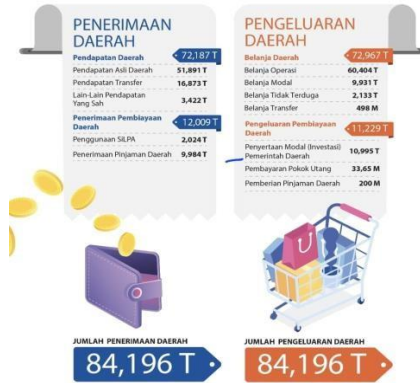 PENERIMAAN
DAERAH
Pendapatan Daerah 72,187 T
Pendapatan Asli Daerah 51,891 T
Pendapatan Transfer 16,873 T
Lain-Lain Pendapatan
Yang Sah 3,422 T
Penerimaan Pembiayaan
Daerah 12,009 T
Penggunaan SiLPA 2,024 T
Penerimaan Pinjaman Daerah 9,984 T
JUMLAH PENERIMAAN DAERAH
84,196 T
PENGELUARAN
DAERAH
Belanja Daerah 72,967 T
Belanja Operasi 60,404 T
Belanja Modal 9,931 T
Belanja Tidak Terduga 2,133 T
Belanja Transfer 498 M
Pengeluaran Pembiayaan
Daerah 11,229 T
Penyertaan Modal (Investasi)
Pemerintah Daerah 10,995 T
Pembayaran Pokok Utang 33,65 M
Pemberian Pinjaman Daerah 200 M
JUMLAH PENGELUARAN DAERAH
84,196 T